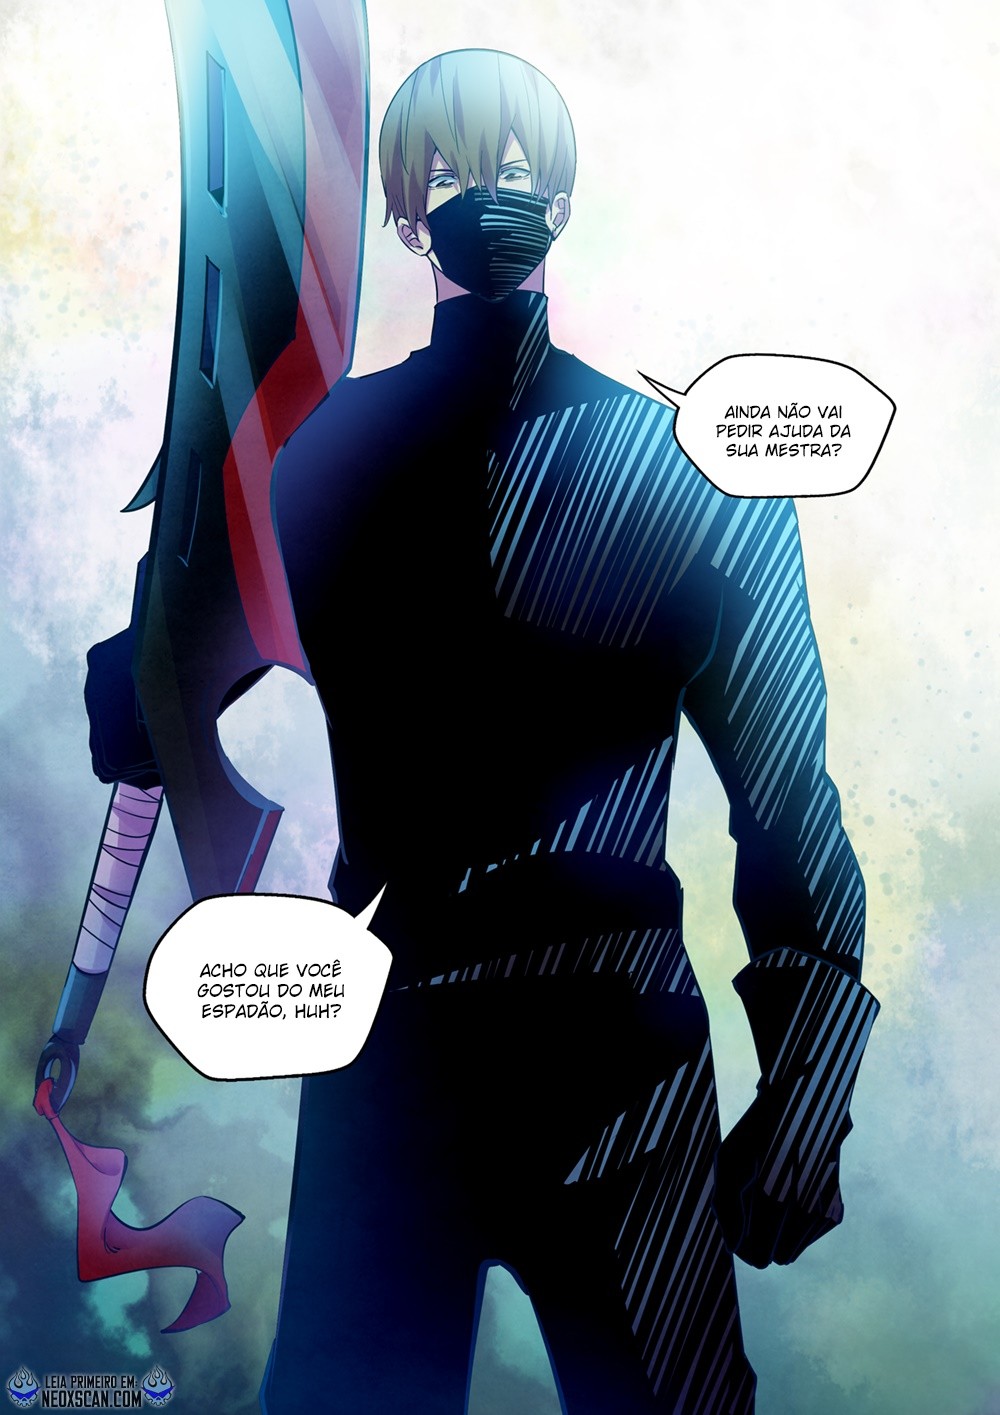 AINDA NÃO VAI
PEDIR AJUDA DA
SUA MESTRA?
ACHO QUE VOCÊ
GOSTOU DO MEU
ESPADÃO, HUH?
LEIA PRIMEIRO EM:
NEOXSCAN.COM